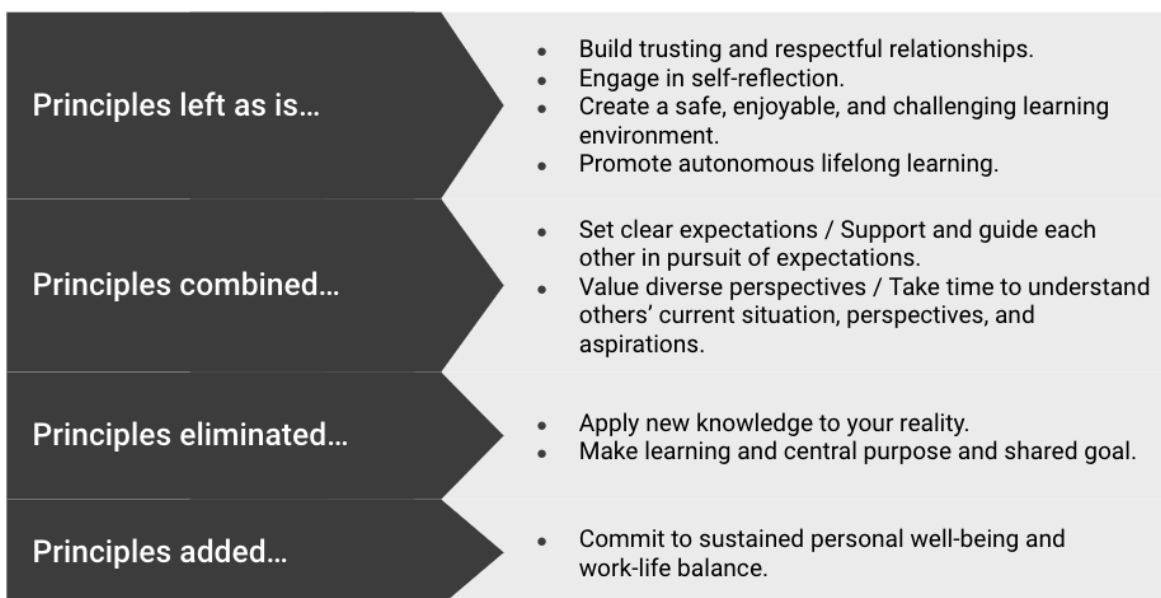 Principles left as is…
• Build trusting and respectful relationships.
• Engage in self-reflection.
• Create a safe, enjoyable, and challenging learning
environment.
• Promote autonomous lifelong learning.
Principles combined…
• Set clear expectations / Support and guide each
other in pursuit of expectations.
• Value diverse perspectives / Take time to understand
others’ current situation, perspectives, and
aspirations.
Principles eliminated…
• Apply new knowledge to your reality.
• Make learning and central purpose and shared goal.
Principles added…
• Commit to sustained personal well-being and
work-life balance.